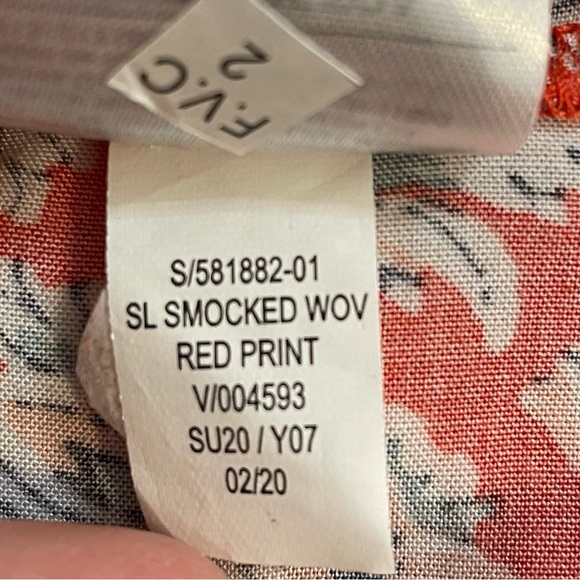 F.V.C
2
S/581882-01
SL SMOCKED WOV
RED PRINT
V/004593
SU20 / Y07
02/20